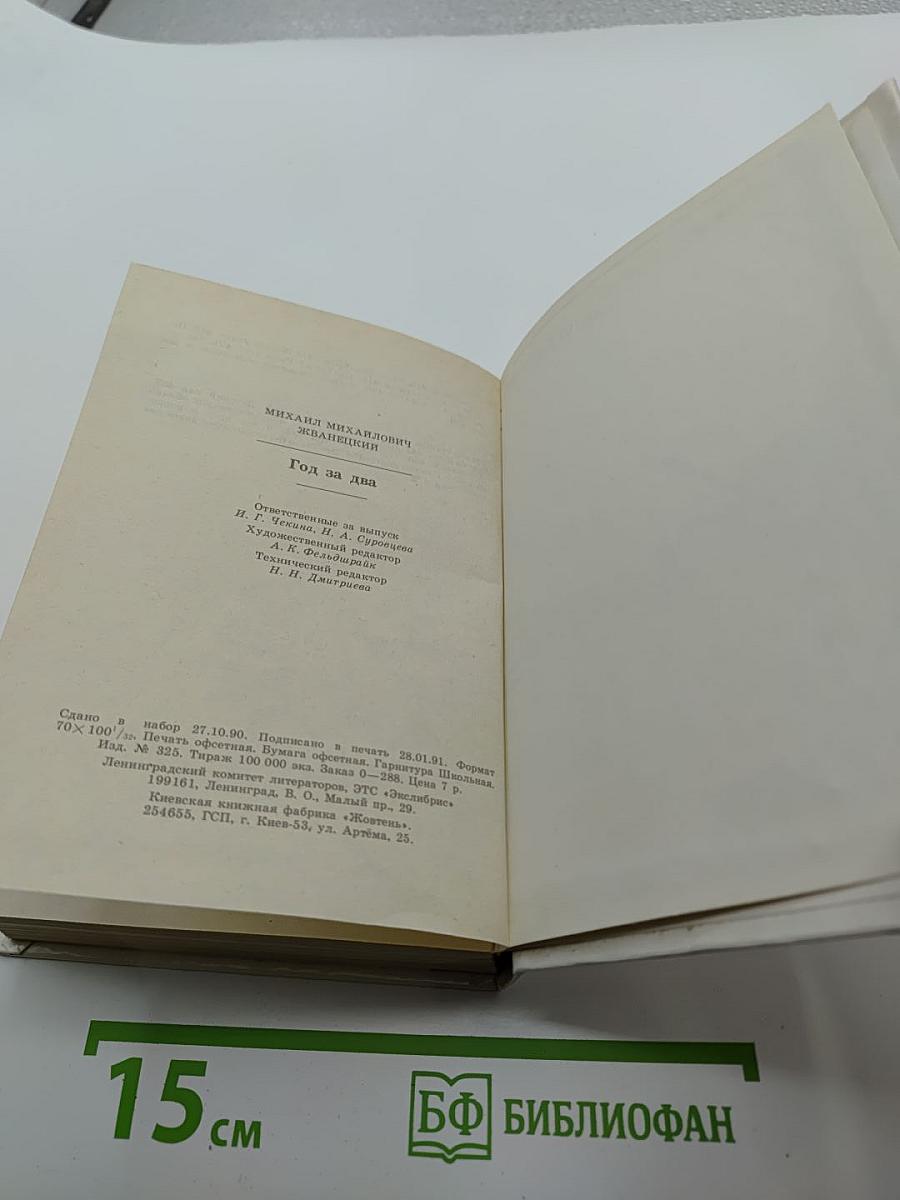 МИХАИЛ МИХАЙЛОВИЧ
ЖВАНЕЦКИЙ
Год за два
Ответственные за выпуск
И. Г. Чекина, Н. А. Суровцева
Художественный редактор
А. К. Фельдшрайк
Технический редактор
Н. Н. Дмитриева
Сдано в набор 27.10.90. Подписано в печать 28.01.91. Формат
70×100¹/₃₂. Печать офсетная. Бумага офсетная. Гарнитура Школьная.
Изд. № 325. Тираж 100 000 экз. Заказ 0—288. Цена 7 р.
Ленинградский комитет литераторов, ЭТС «Экслибрис»
199161, Ленинград, В. О., Малый пр., 29.
Киевская книжная фабрика «Жовтень».
254655, ГСП, г. Киев-53, ул. Артёма, 25.
15 см
БФ БИБЛИОФАН